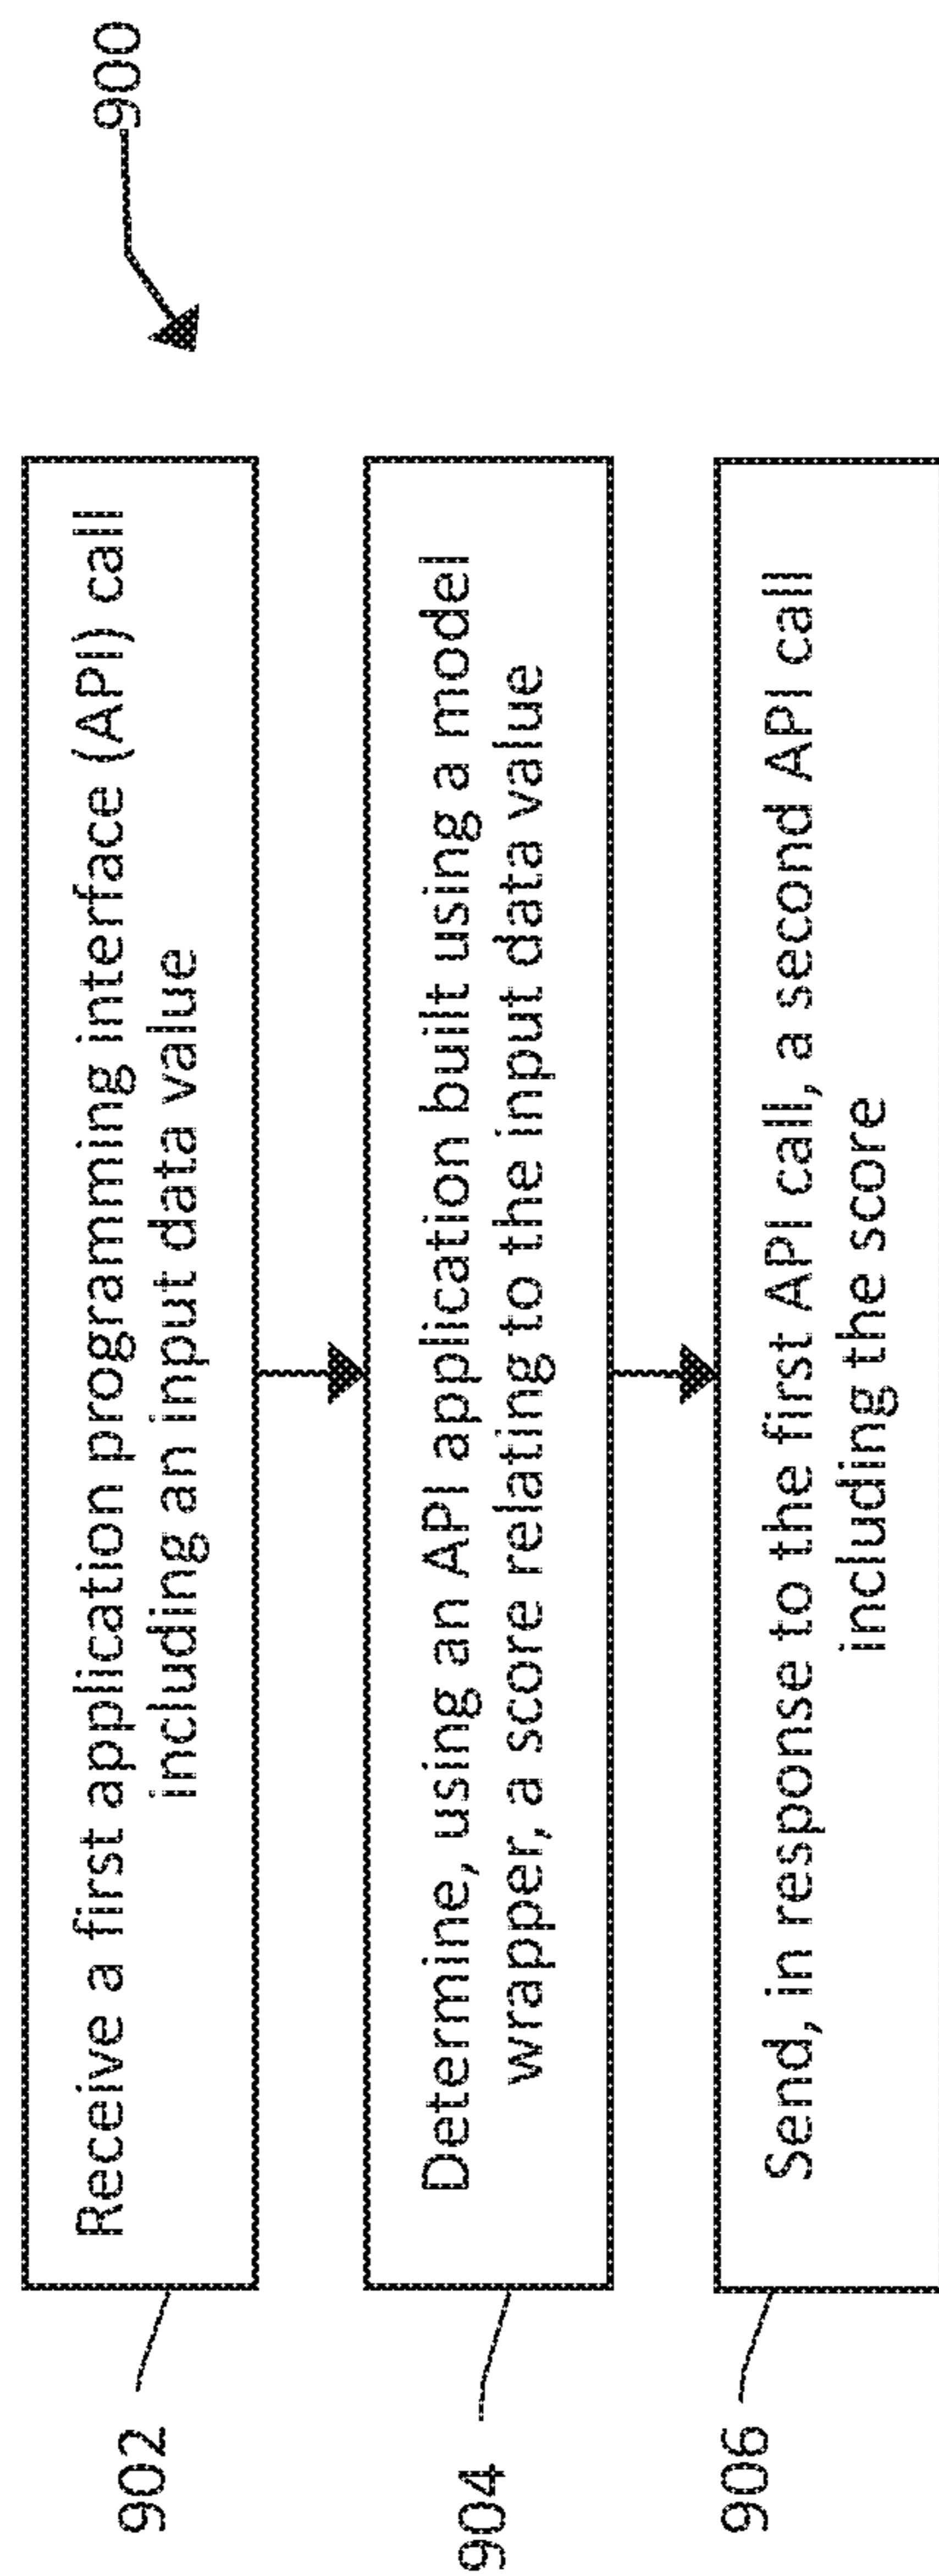 900
902
Receive a first application programming interface (API) call
including an input data value
904
Determine, using an API application built using a model
wrapper, a score relating to the input data value
906
Send, in response to the first API call, a second API call
including the score